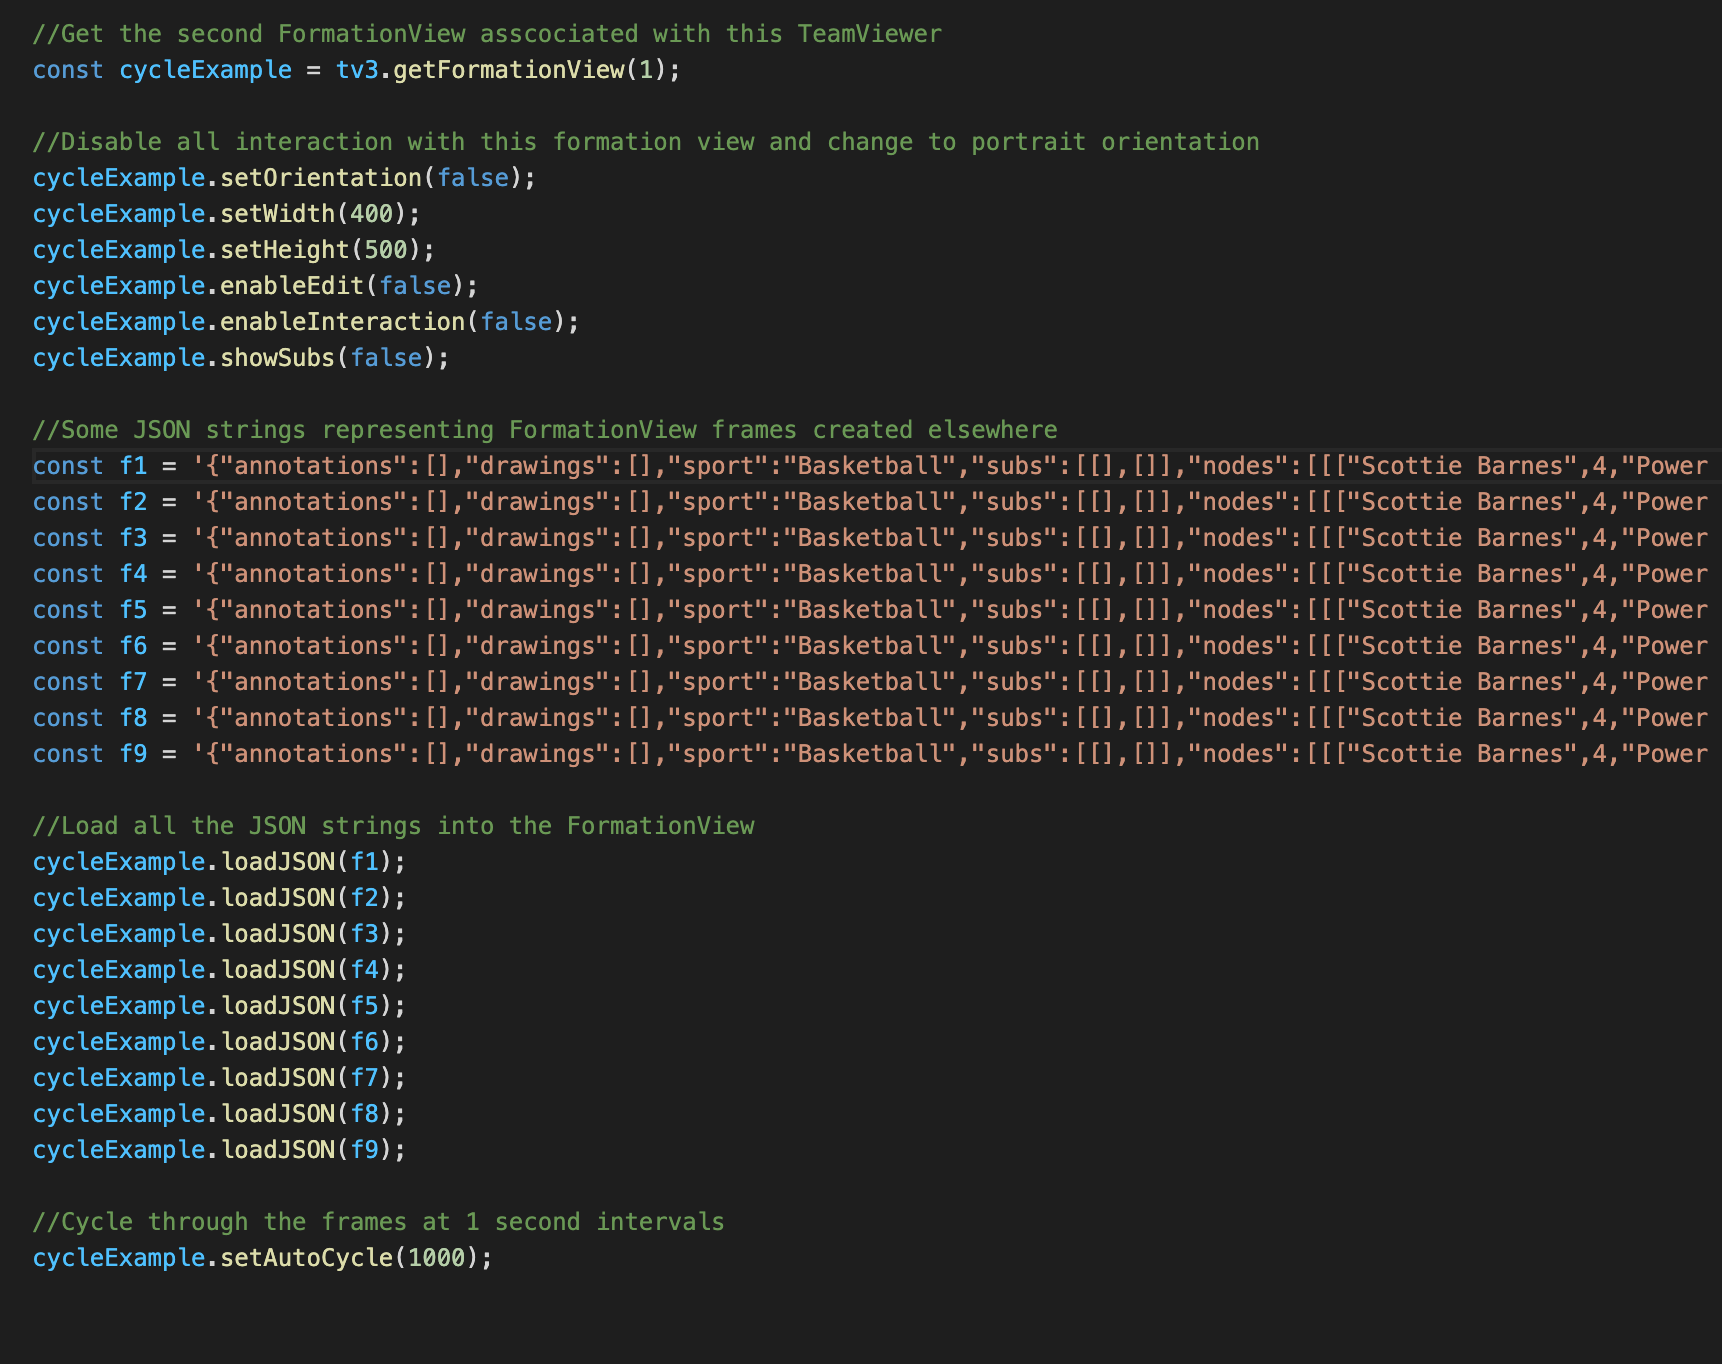 //Get the second FormationView asscociated with this TeamViewer
const cycleExample = tv3.getFormationView(1);
//Disable all interaction with this formation view and change to portrait orientation
cycleExample.setOrientation(false);
cycleExample.setWidth(400);
cycleExample.setHeight(500);
cycleExample.enableEdit(false);
cycleExample.enableInteraction(false);
cycleExample.showSubs(false);
//Some JSON strings representing FormationView frames created elsewhere
const f1 = '{"annotations":[],"drawings":[],"sport":"Basketball","subs":[[],[]],"nodes":[[["Scottie Barnes",4,"Power
const f2 = '{"annotations":[],"drawings":[],"sport":"Basketball","subs":[[],[]],"nodes":[[["Scottie Barnes",4,"Power
const f3 = '{"annotations":[],"drawings":[],"sport":"Basketball","subs":[[],[]],"nodes":[[["Scottie Barnes",4,"Power
const f4 = '{"annotations":[],"drawings":[],"sport":"Basketball","subs":[[],[]],"nodes":[[["Scottie Barnes",4,"Power
const f5 = '{"annotations":[],"drawings":[],"sport":"Basketball","subs":[[],[]],"nodes":[[["Scottie Barnes",4,"Power
const f6 = '{"annotations":[],"drawings":[],"sport":"Basketball","subs":[[],[]],"nodes":[[["Scottie Barnes",4,"Power
const f7 = '{"annotations":[],"drawings":[],"sport":"Basketball","subs":[[],[]],"nodes":[[["Scottie Barnes",4,"Power
const f8 = '{"annotations":[],"drawings":[],"sport":"Basketball","subs":[[],[]],"nodes":[[["Scottie Barnes",4,"Power
const f9 = '{"annotations":[],"drawings":[],"sport":"Basketball","subs":[[],[]],"nodes":[[["Scottie Barnes",4,"Power
//Load all the JSON strings into the FormationView
cycleExample.loadJSON(f1);
cycleExample.loadJSON(f2);
cycleExample.loadJSON(f3);
cycleExample.loadJSON(f4);
cycleExample.loadJSON(f5);
cycleExample.loadJSON(f6);
cycleExample.loadJSON(f7);
cycleExample.loadJSON(f8);
cycleExample.loadJSON(f9);
//Cycle through the frames at 1 second intervals
cycleExample.setAutoCycle(1000);